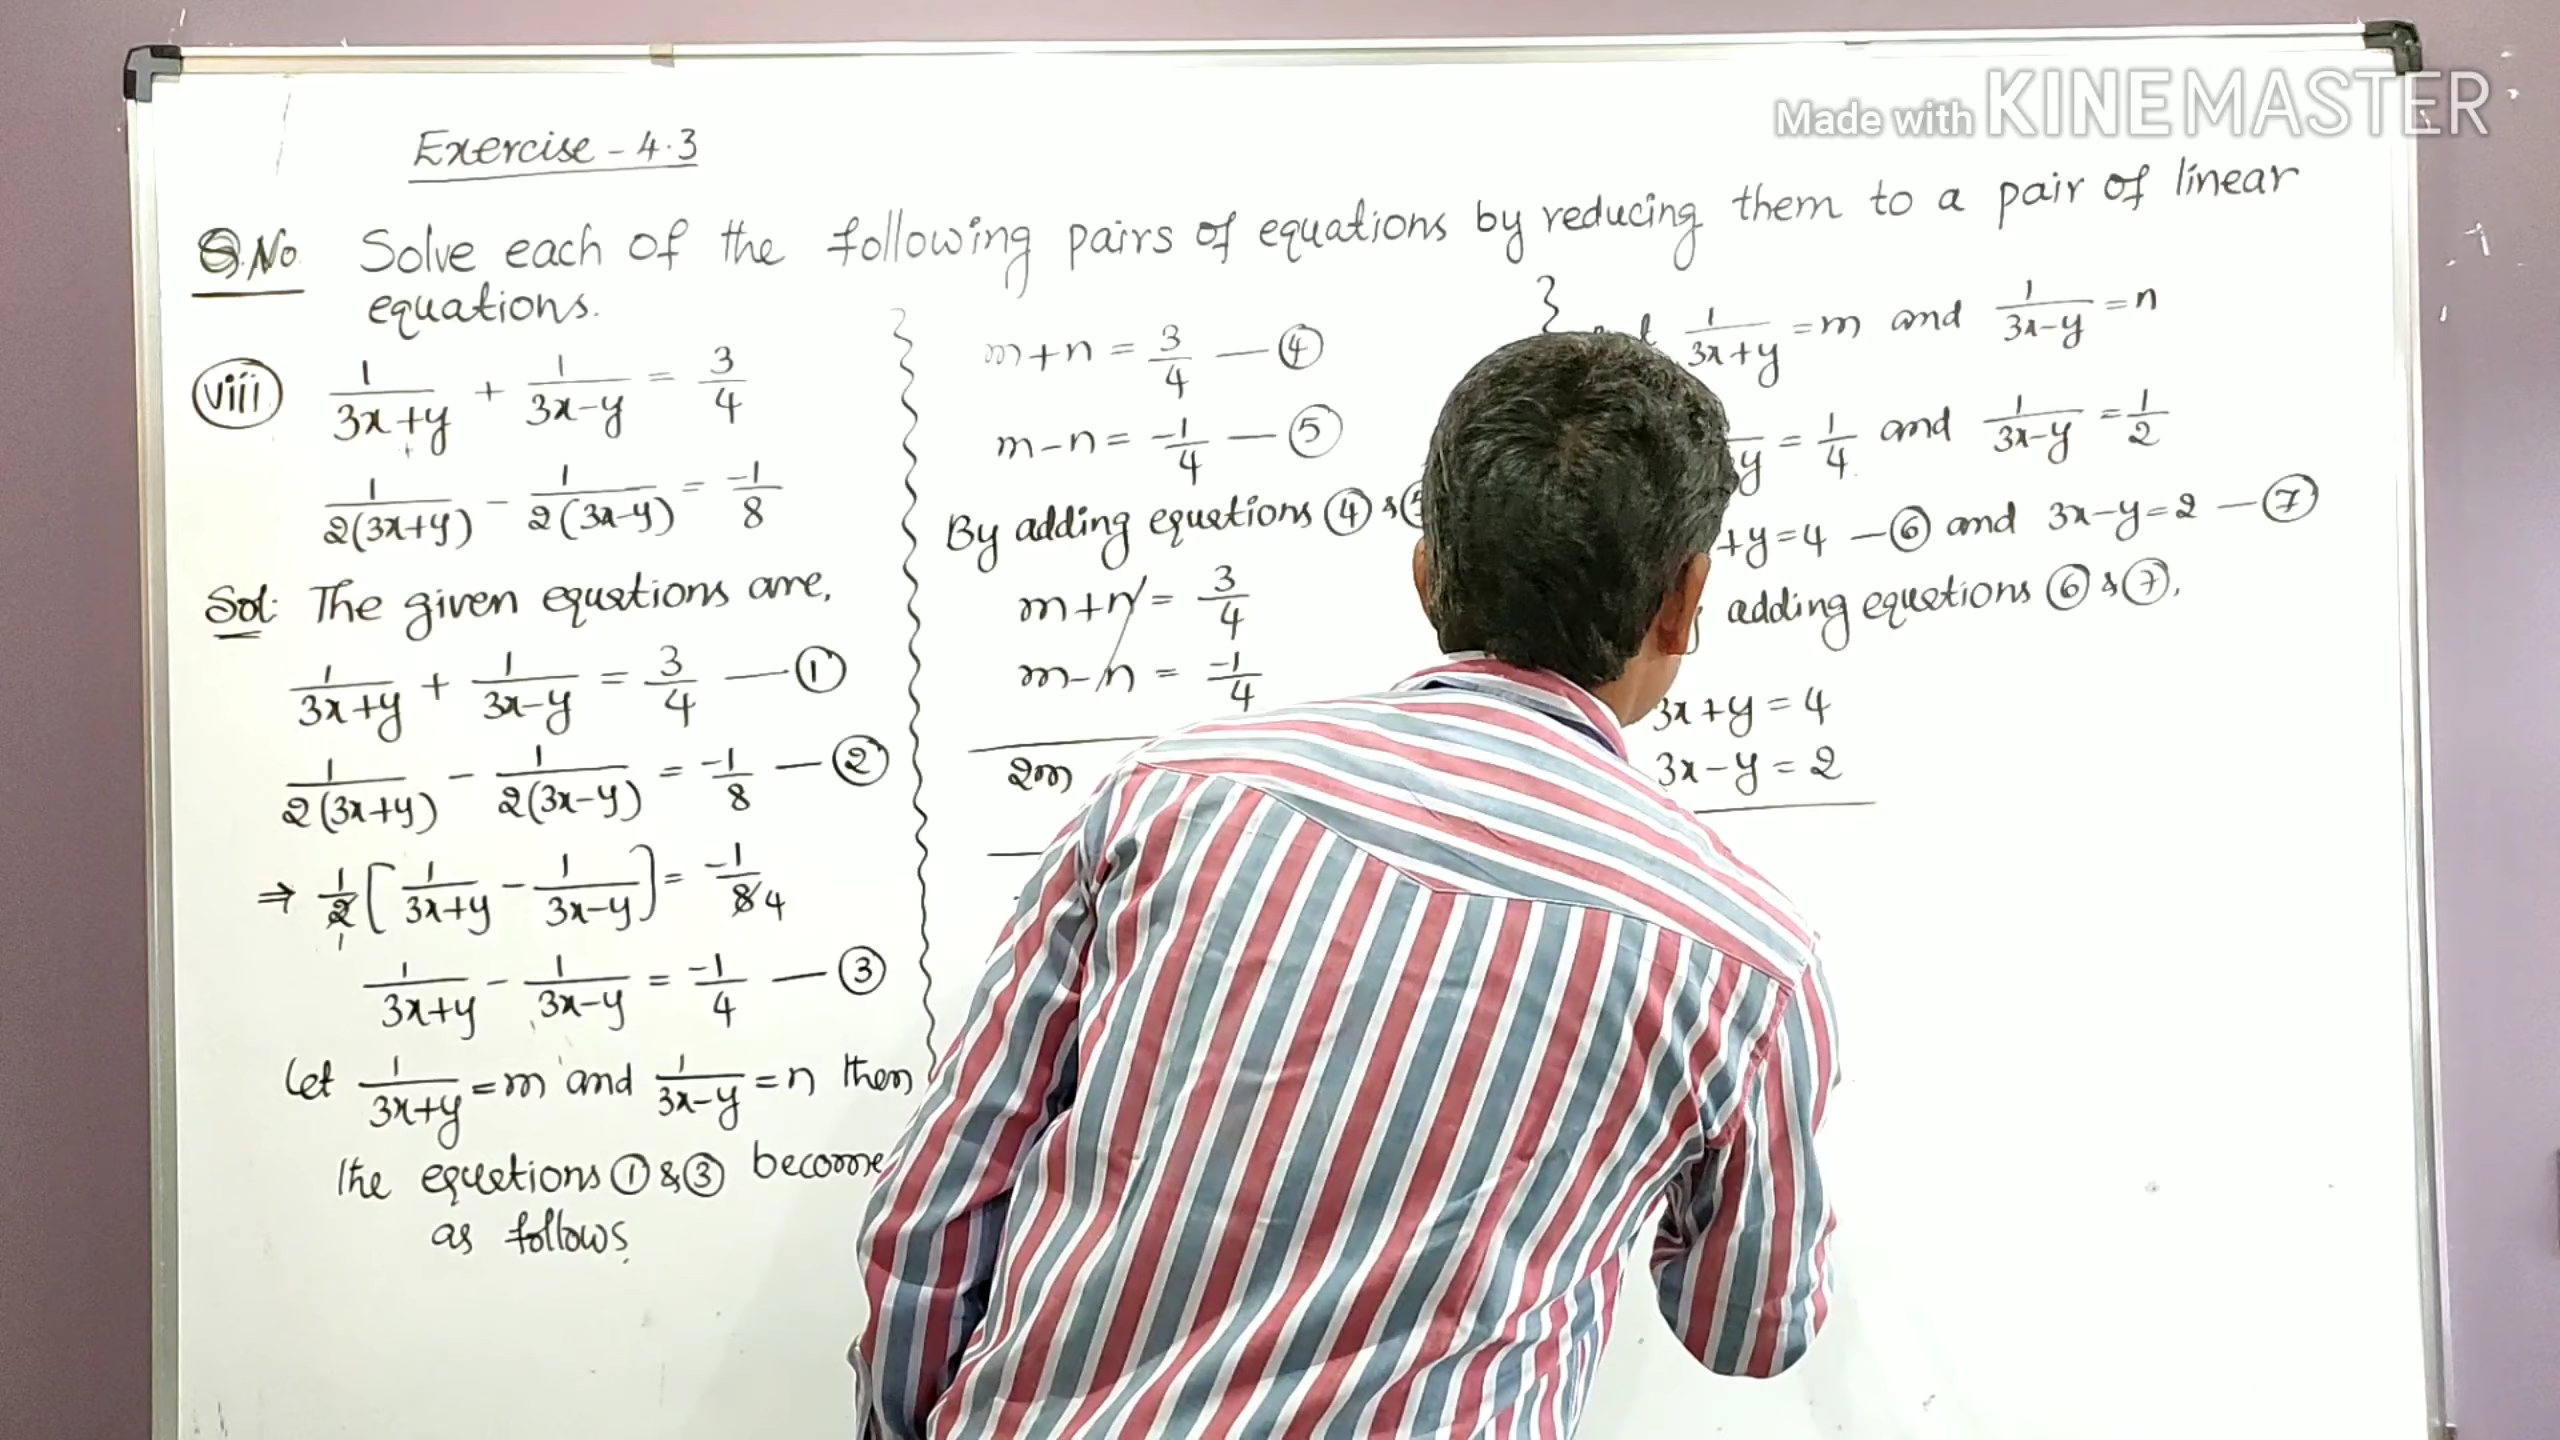 Made with KINEMASTER
Exercise - 4.3
Q.No Solve each of the following pairs of equations by reducing them to a pair of linear
equations.
(viii) 1/(3x+y) + 1/(3x-y) = 3/4
1/2(3x+y) - 1/2(3x-y) = -1/8
Sol: The given equations are,
1/(3x+y) + 1/(3x-y) = 3/4 — ①
1/2(3x+y) - 1/2(3x-y) = -1/8 — ②
⇒ 1/2 [1/(3x+y) - 1/(3x-y)] = -1/8 4
1/(3x+y) - 1/(3x-y) = -1/4 — ③
Let 1/(3x+y) = m and 1/(3x-y) = n then
the equations ① & ③ become
as follows
m+n = 3/4 — ④
m-n = -1/4 — ⑤
By adding equations ④ &
m+n = 3/4
m-n = -1/4
2m
1/(3x+y) = m and 1/(3x-y) = n
y = 1/4 and 1/(3x-y) = 1/2
+y=4 — ⑥ and 3x-y=2 — ⑦
adding equations ⑥ & ⑦,
3x+y = 4
3x-y = 2